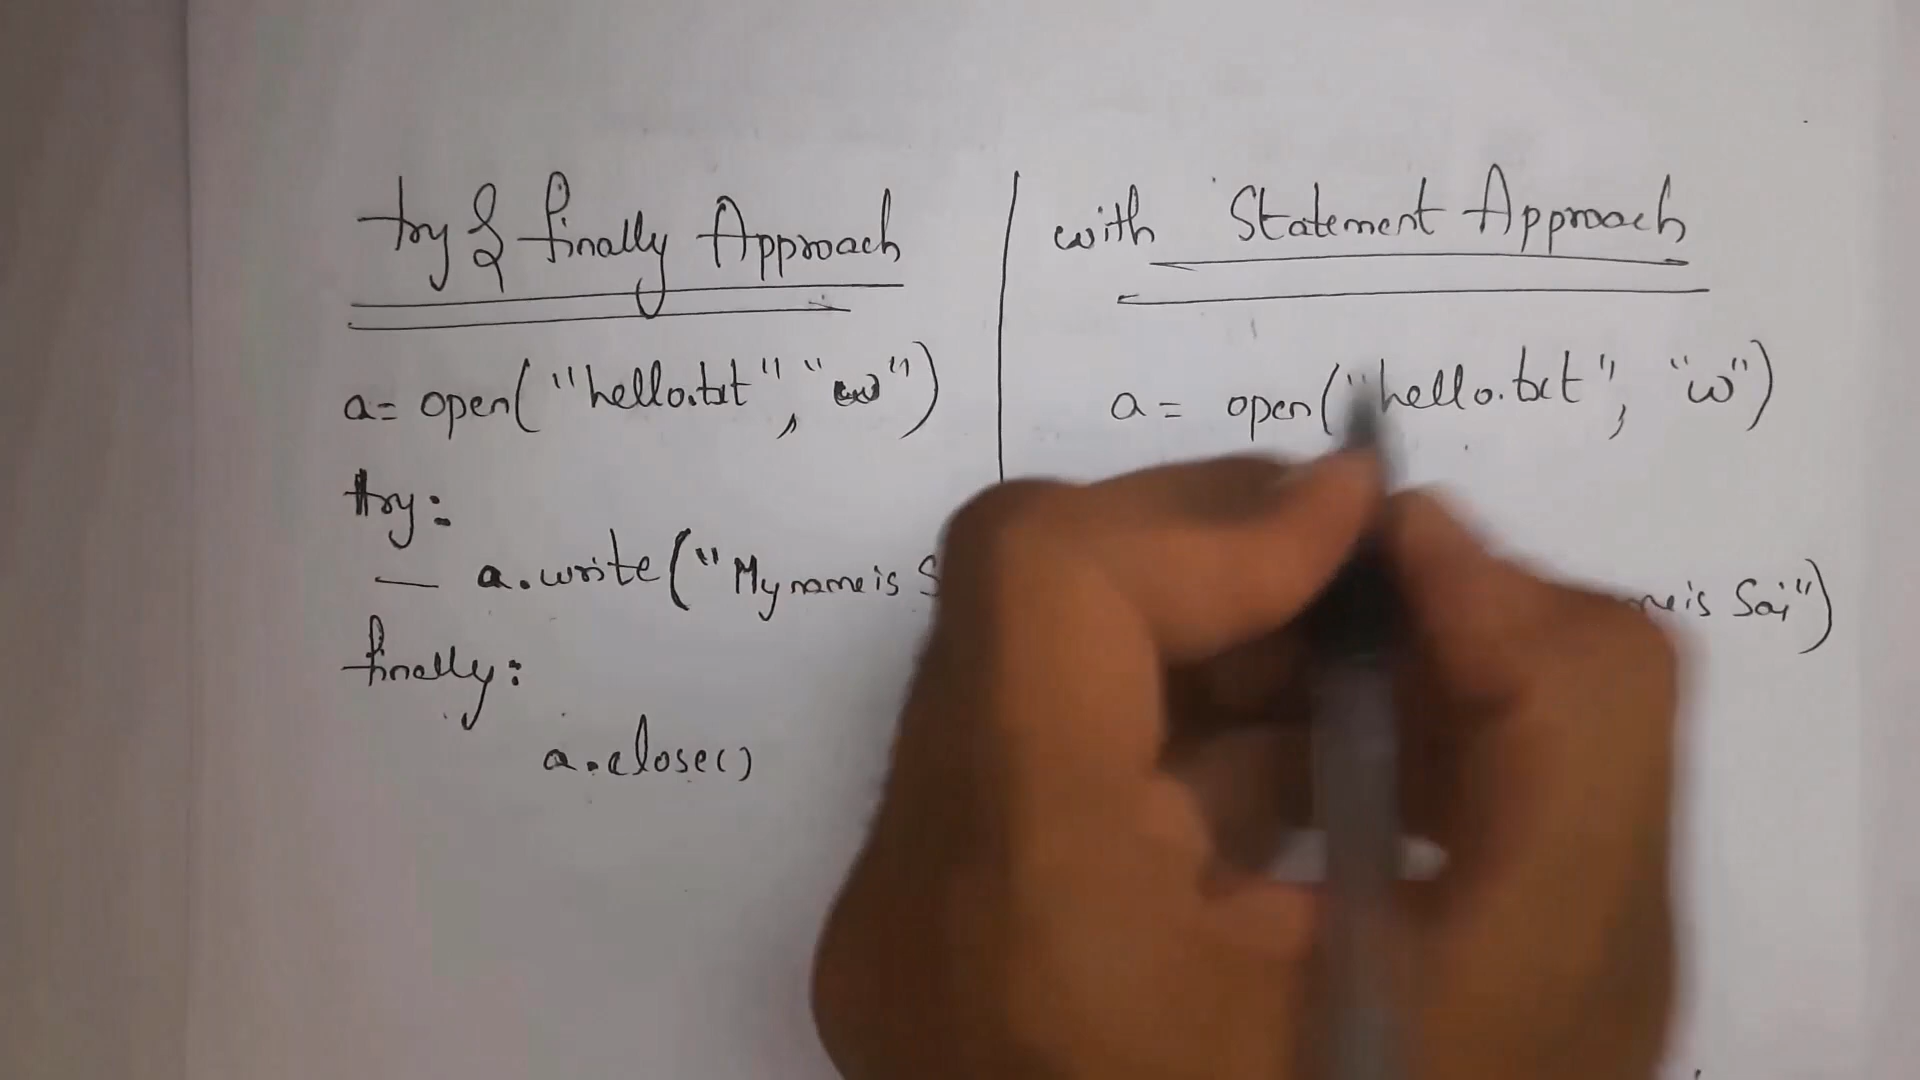 try & finally Approach
a= open("hello.txt", "w")
try:
— a.write("My name is S
finally:
a.close()
with Statement Approach
a = open("hello.txt", "w")
me is Sai")